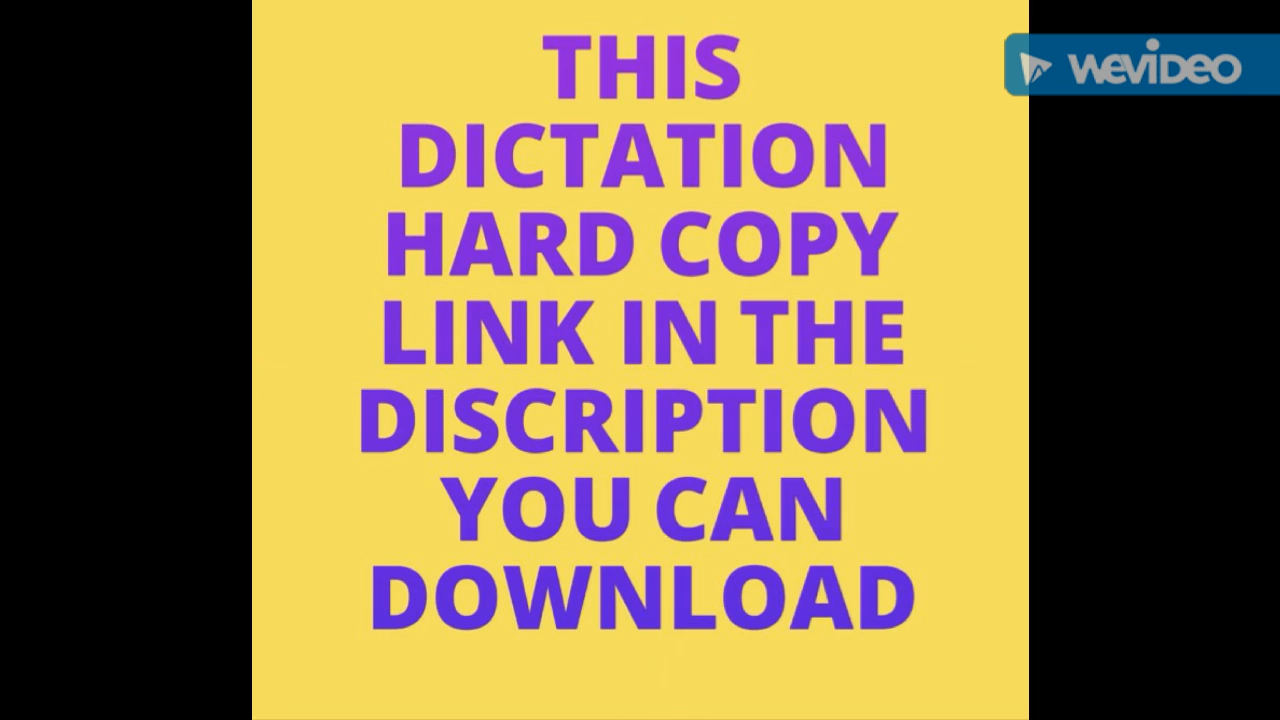 THIS
DICTATION
HARD COPY
LINK IN THE
DISCRIPTION
YOU CAN
DOWNLOAD
WEVIDEO